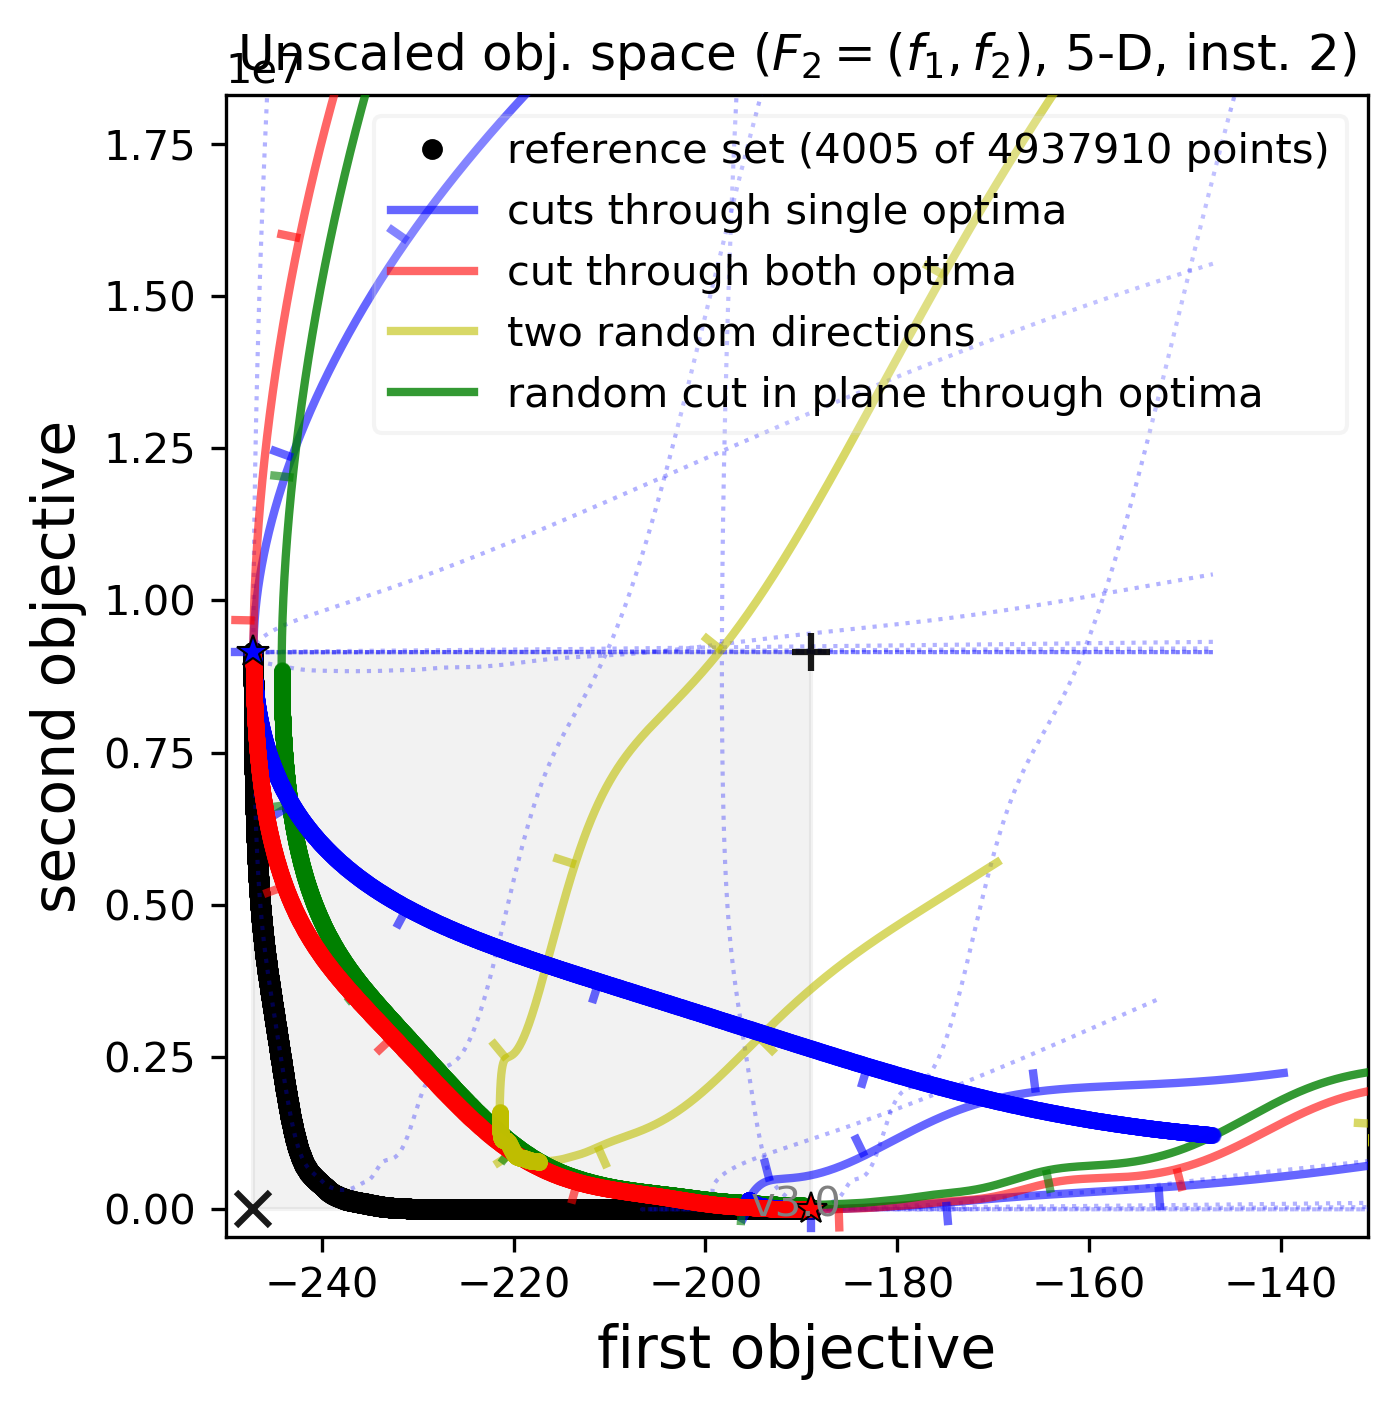 Unscaled obj. space (F₂ = (f₁, f₂), 5-D, inst. 2)
1e7
reference set (4005 of 4937910 points)
cuts through single optima
cut through both optima
two random directions
random cut in plane through optima
1.75
1.50
1.25
1.00
0.75
0.50
0.25
0.00
second objective
v3.0
−240
−220
−200
−180
−160
−140
first objective